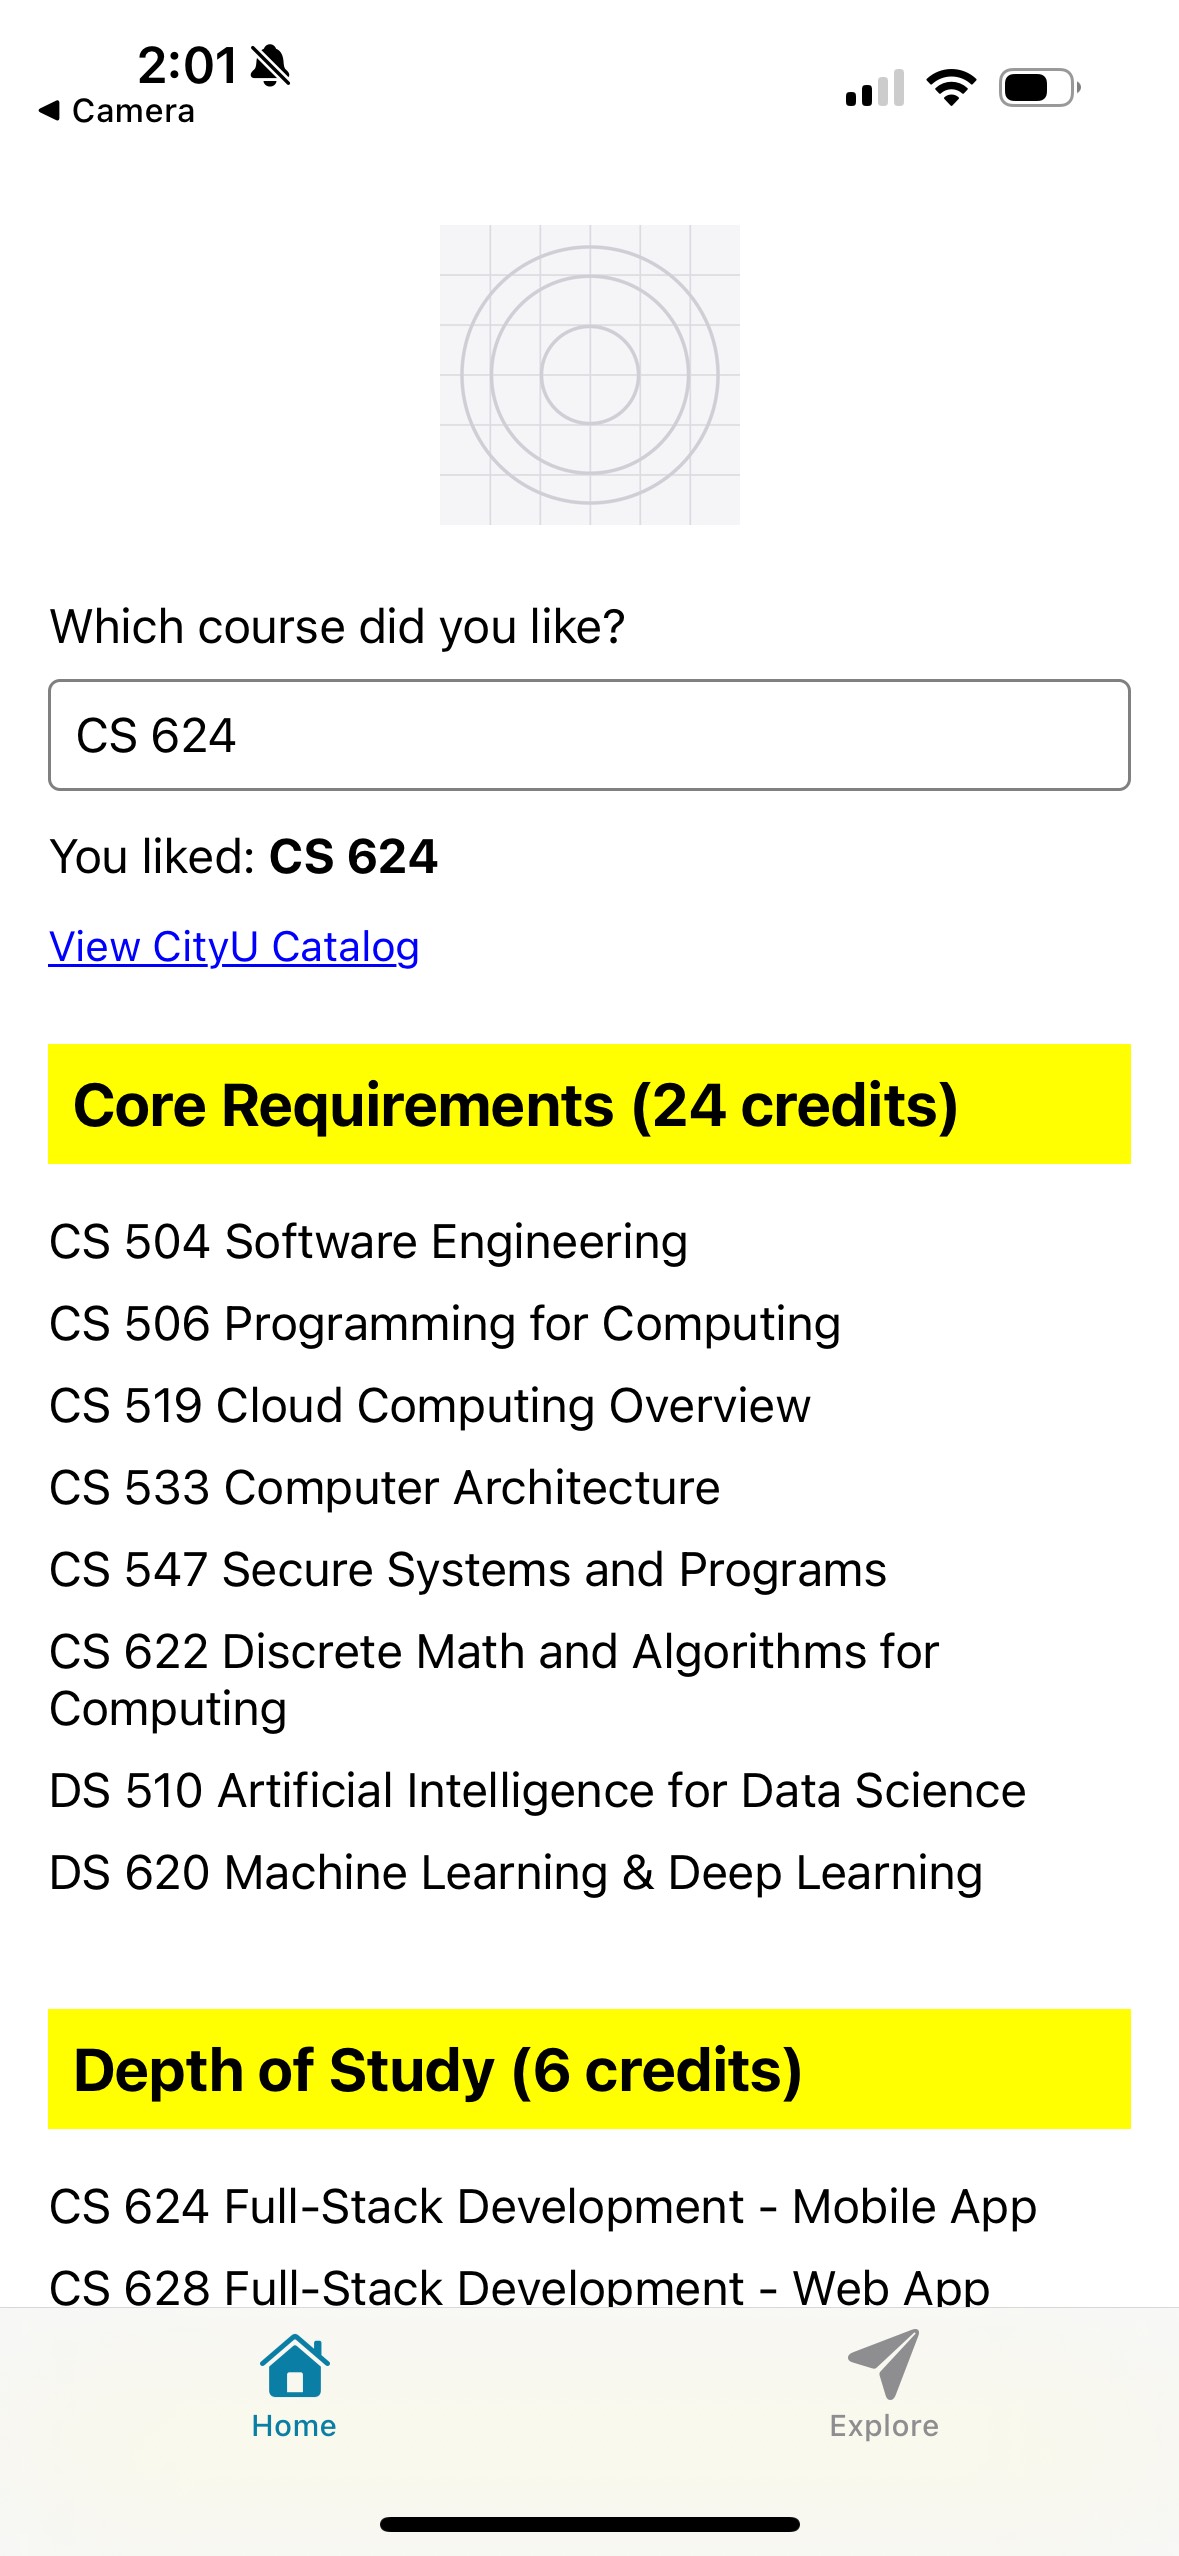 2:01
Camera
Which course did you like?
CS 624
You liked: CS 624
View CityU Catalog
Core Requirements (24 credits)
CS 504 Software Engineering
CS 506 Programming for Computing
CS 519 Cloud Computing Overview
CS 533 Computer Architecture
CS 547 Secure Systems and Programs
CS 622 Discrete Math and Algorithms for
Computing
DS 510 Artificial Intelligence for Data Science
DS 620 Machine Learning & Deep Learning
Depth of Study (6 credits)
CS 624 Full-Stack Development - Mobile App
CS 628 Full-Stack Development - Web App
Home
Explore